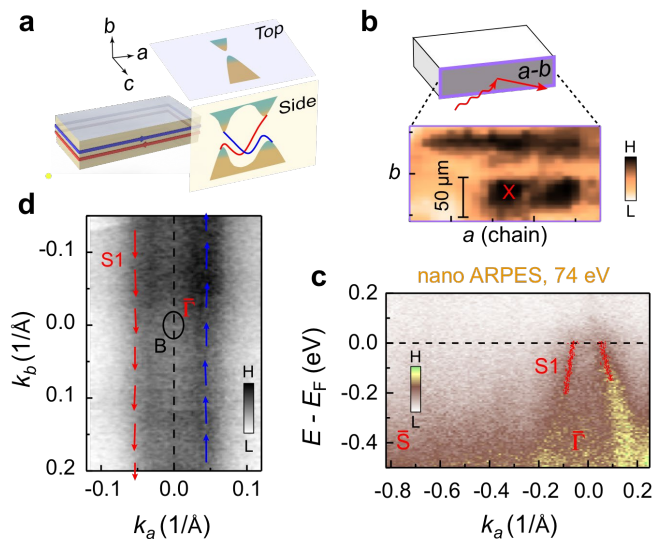 a
b
a
c
Top
Side
b
a-b
b
50 μm
X
H
L
a (chain)
d
-0.1
0.0
0.1
0.2
k_b (1/Å)
S1
Γ̄
B
H
L
-0.1
0.0
0.1
k_a (1/Å)
c
nano ARPES, 74 eV
0.2
0.0
-0.2
-0.4
E - E_F (eV)
S1
H
L
S̄
Γ̄
-0.8
-0.6
-0.4
-0.2
0.0
0.2
k_a (1/Å)